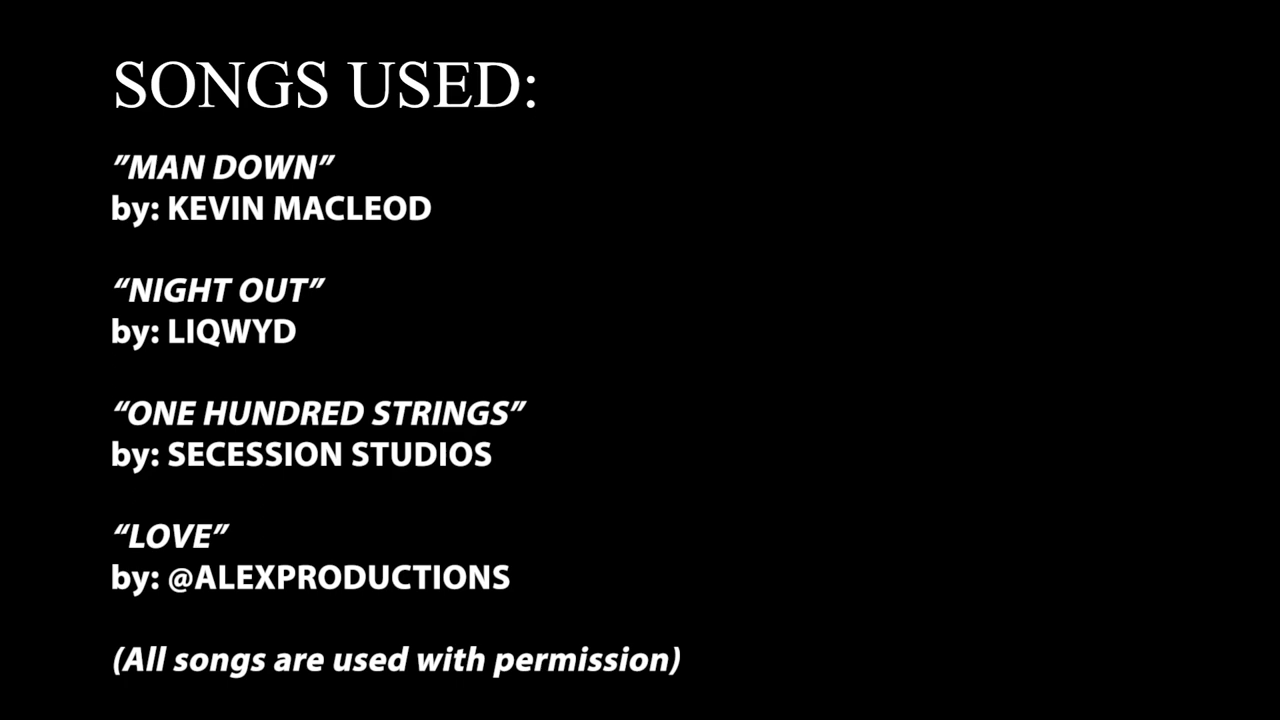 SONGS USED:
”MAN DOWN”
by: KEVIN MACLEOD
“NIGHT OUT”
by: LIQWYD
“ONE HUNDRED STRINGS”
by: SECESSION STUDIOS
“LOVE”
by: @ALEXPRODUCTIONS
(All songs are used with permission)